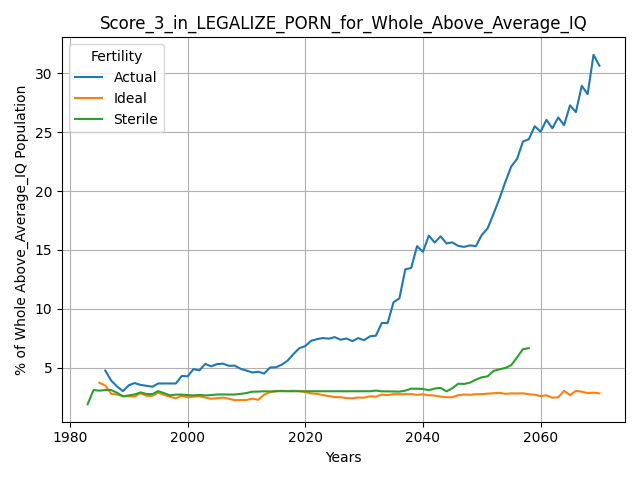 Score_3_in_LEGALIZE_PORN_for_Whole_Above_Average_IQ
Fertility
Actual
Ideal
Sterile
% of Whole Above_Average_IQ Population
30
25
20
15
10
5
1980 2000 2020 2040 2060
Years